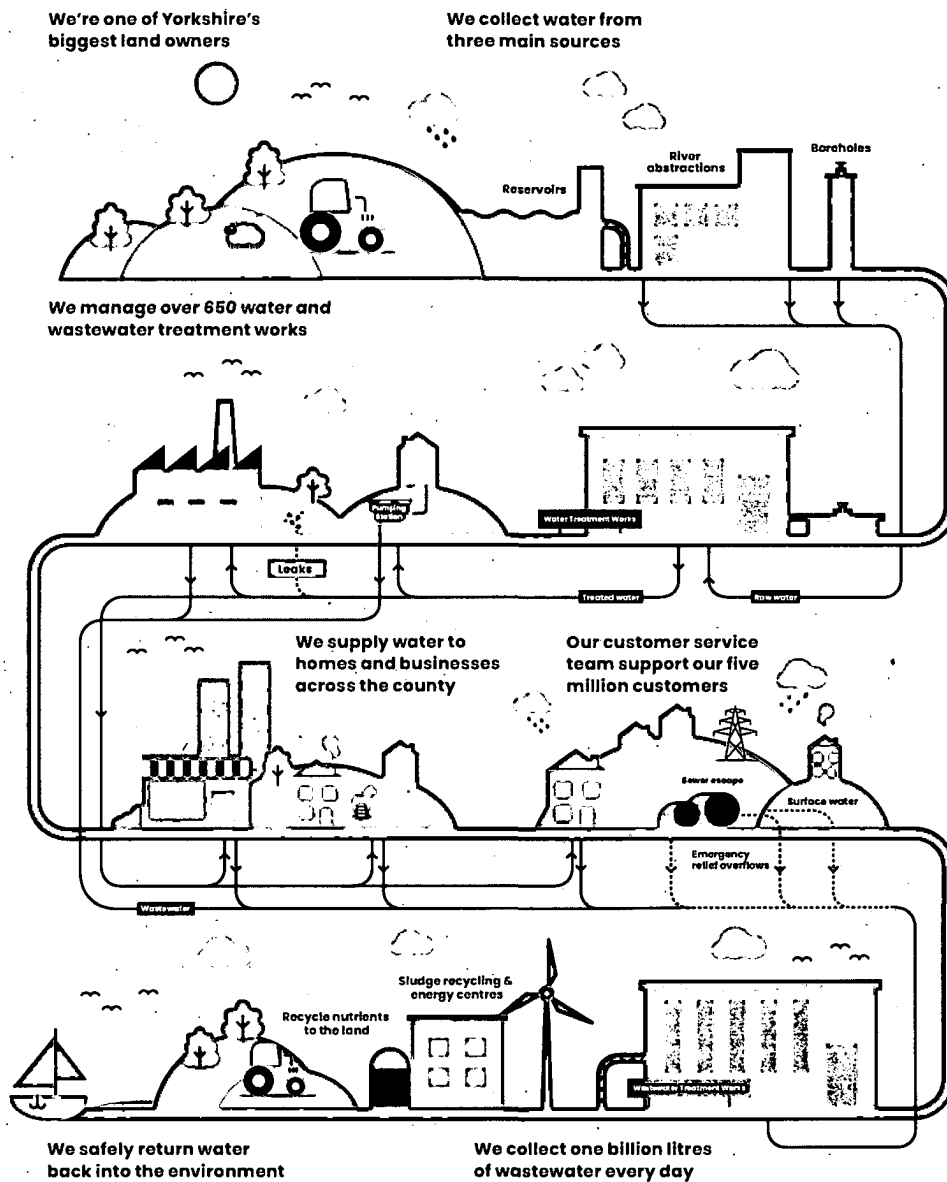 We're one of Yorkshire's
biggest land owners
We collect water from
three main sources
Reservoirs
River
abstractions
Boreholes
We manage over 650 water and
wastewater treatment works
Water Treatment Works
Leaks
Treated water
Raw water
We supply water to
homes and businesses
across the county
Our customer service
team support our five
million customers
Sewer escape
Surface water
Emergency
relief overflows
Wastewater
Sludge recycling &
energy centres
Recycle nutrients
to the land
Wastewater Treatment Works
We safely return water
back into the environment
We collect one billion litres
of wastewater every day